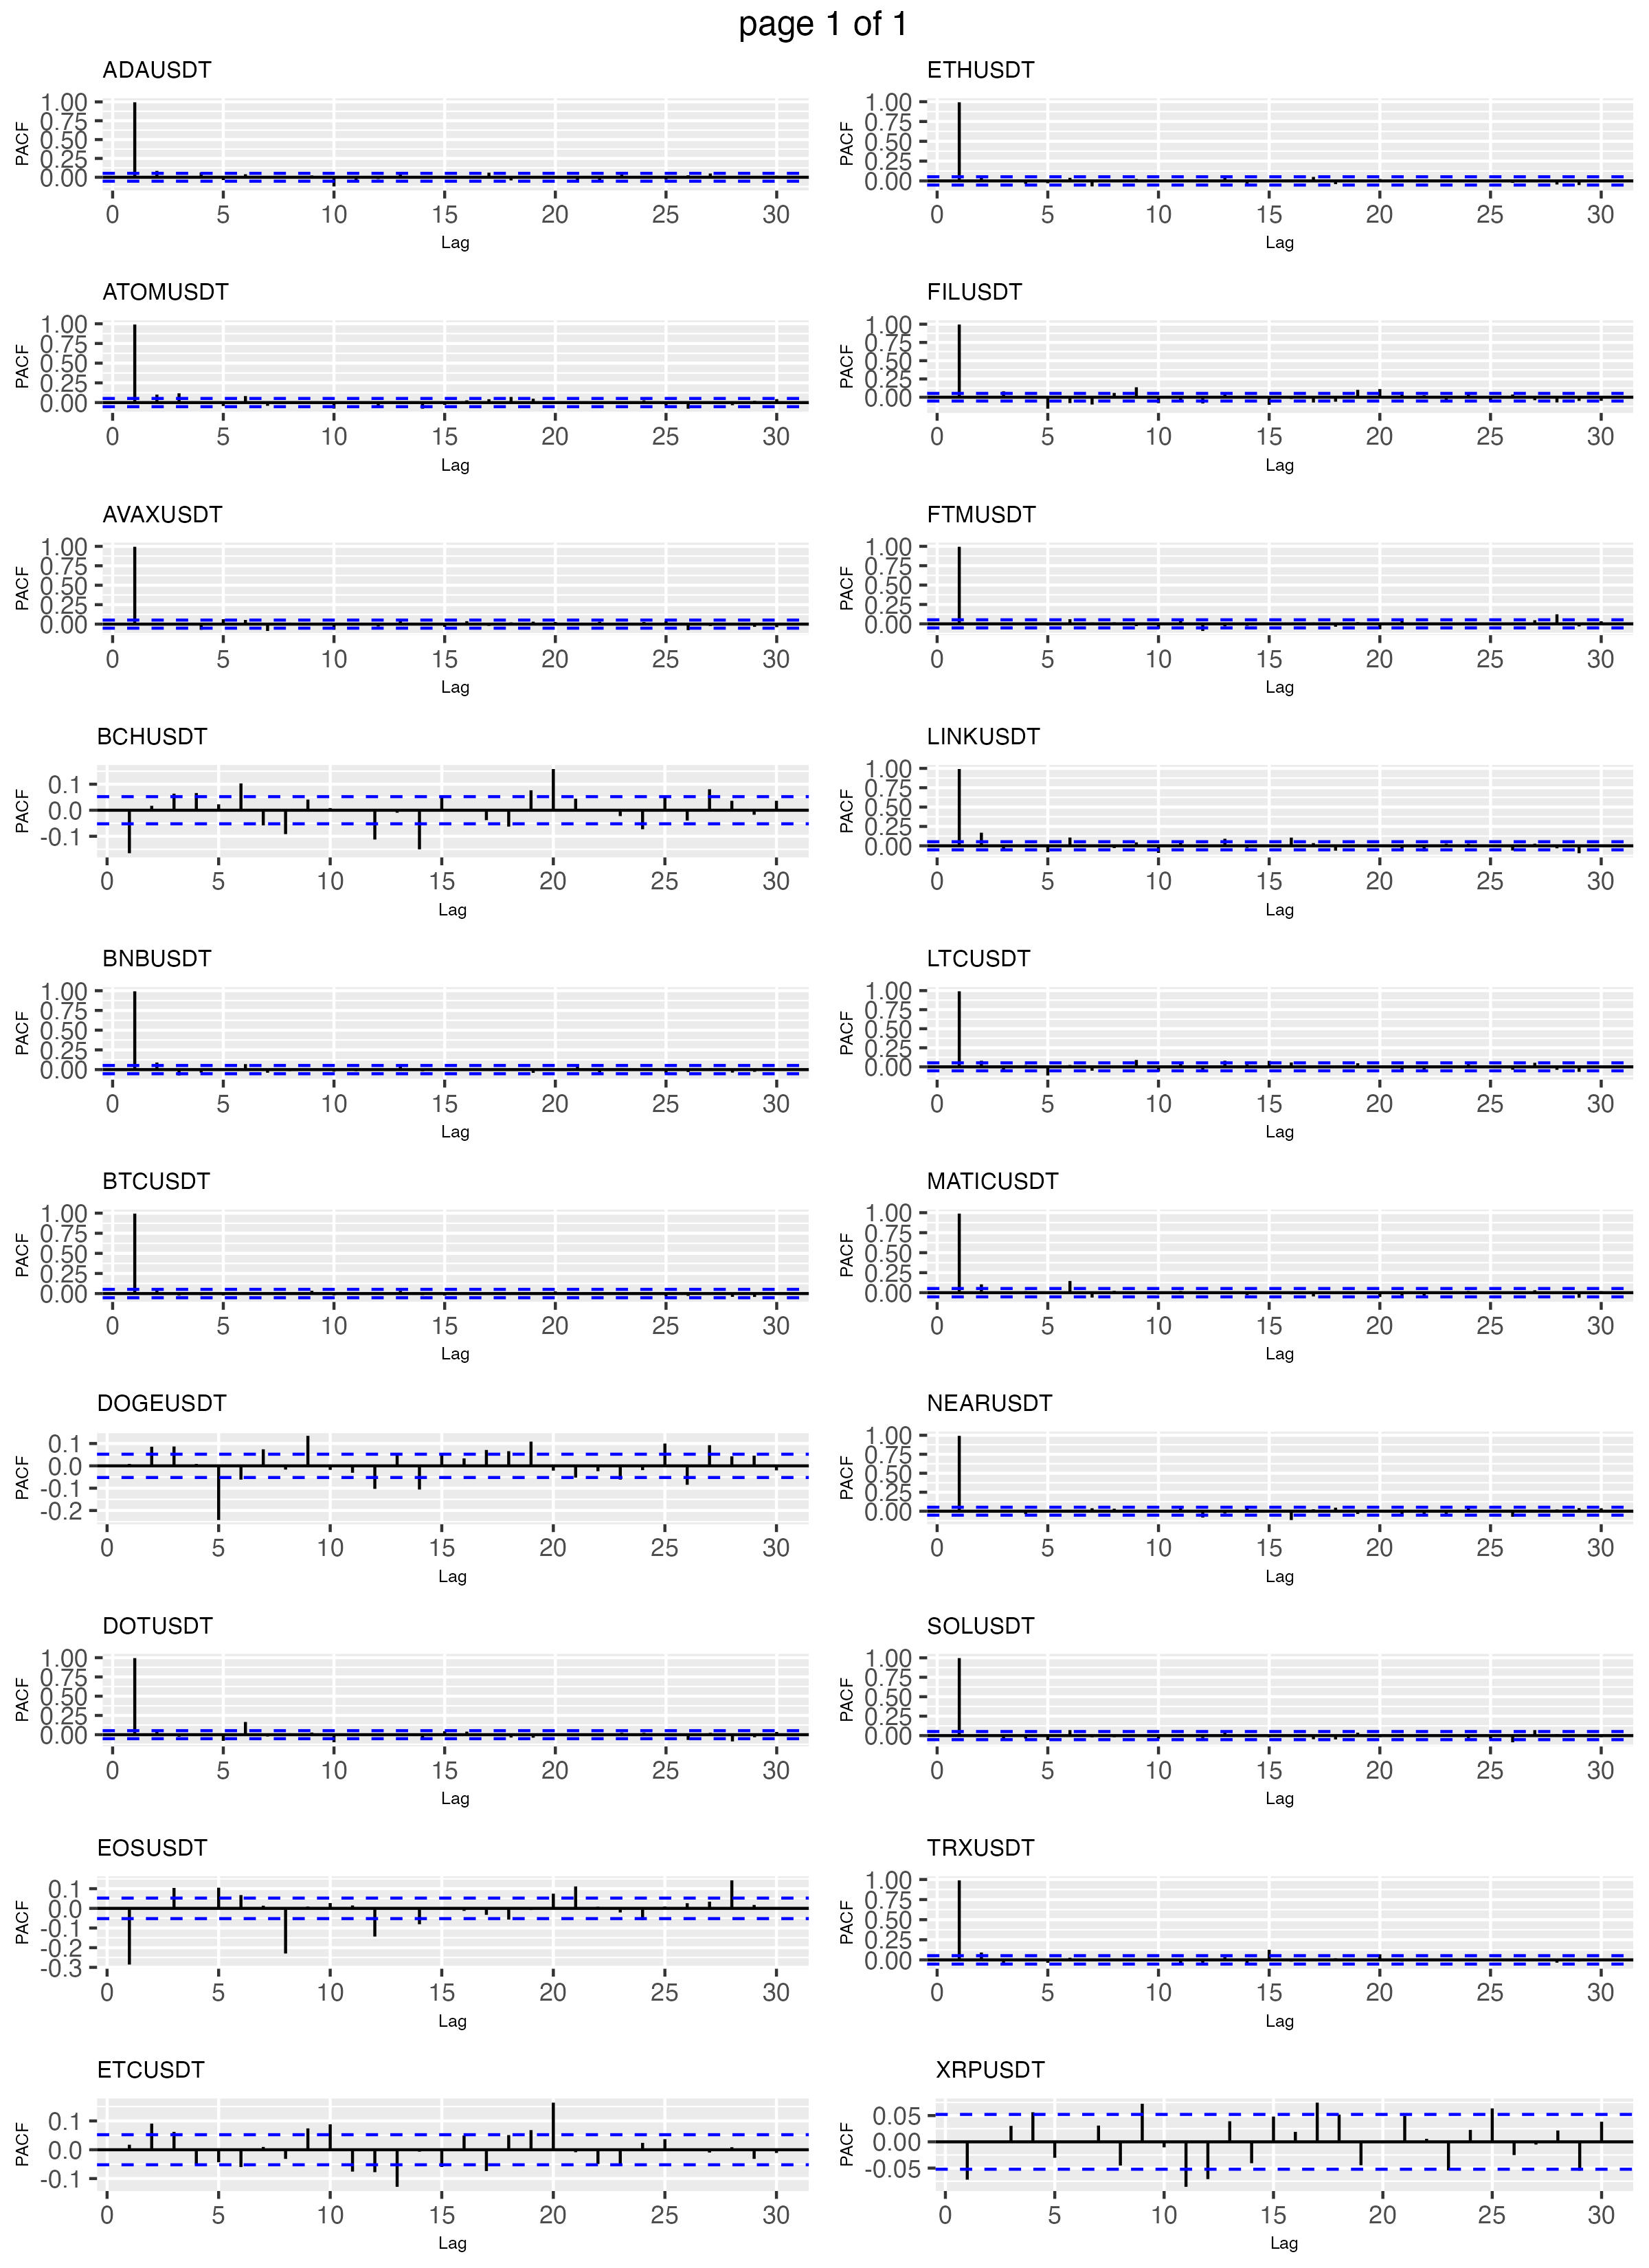 page 1 of 1
ADAUSDT
PACF
1.00
0.75
0.50
0.25
0.00
0 5 10 15 20 25 30
Lag
ETHUSDT
PACF
1.00
0.75
0.50
0.25
0.00
0 5 10 15 20 25 30
Lag
ATOMUSDT
PACF
1.00
0.75
0.50
0.25
0.00
0 5 10 15 20 25 30
Lag
FILUSDT
PACF
1.00
0.75
0.50
0.25
0.00
0 5 10 15 20 25 30
Lag
AVAXUSDT
PACF
1.00
0.75
0.50
0.25
0.00
0 5 10 15 20 25 30
Lag
FTMUSDT
PACF
1.00
0.75
0.50
0.25
0.00
0 5 10 15 20 25 30
Lag
BCHUSDT
PACF
0.1
0.0
-0.1
0 5 10 15 20 25 30
Lag
LINKUSDT
PACF
1.00
0.75
0.50
0.25
0.00
0 5 10 15 20 25 30
Lag
BNBUSDT
PACF
1.00
0.75
0.50
0.25
0.00
0 5 10 15 20 25 30
Lag
LTCUSDT
PACF
1.00
0.75
0.50
0.25
0.00
0 5 10 15 20 25 30
Lag
BTCUSDT
PACF
1.00
0.75
0.50
0.25
0.00
0 5 10 15 20 25 30
Lag
MATICUSDT
PACF
1.00
0.75
0.50
0.25
0.00
0 5 10 15 20 25 30
Lag
DOGEUSDT
PACF
0.1
0.0
-0.1
-0.2
0 5 10 15 20 25 30
Lag
NEARUSDT
PACF
1.00
0.75
0.50
0.25
0.00
0 5 10 15 20 25 30
Lag
DOTUSDT
PACF
1.00
0.75
0.50
0.25
0.00
0 5 10 15 20 25 30
Lag
SOLUSDT
PACF
1.00
0.75
0.50
0.25
0.00
0 5 10 15 20 25 30
Lag
EOSUSDT
PACF
0.1
0.0
-0.1
-0.2
-0.3
0 5 10 15 20 25 30
Lag
TRXUSDT
PACF
1.00
0.75
0.50
0.25
0.00
0 5 10 15 20 25 30
Lag
ETCUSDT
PACF
0.1
0.0
-0.1
0 5 10 15 20 25 30
Lag
XRPUSDT
PACF
0.05
0.00
-0.05
0 5 10 15 20 25 30
Lag